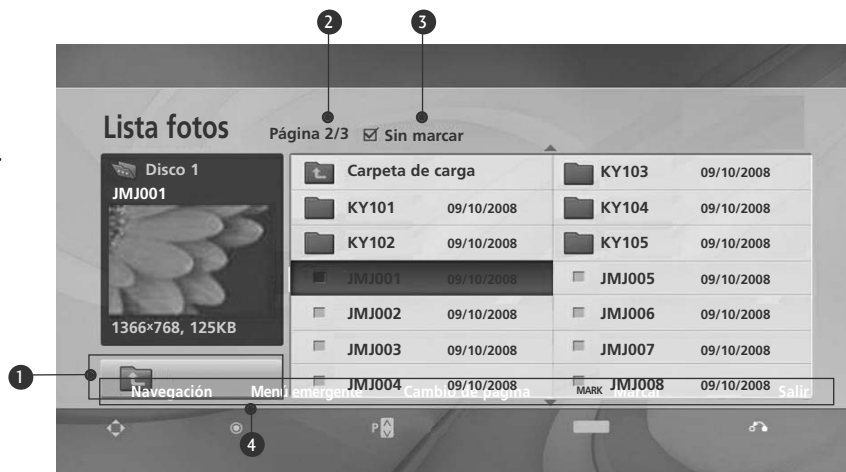 2 3
Lista fotos Página 2/3 Sin marcar
Disco 1
JMJ001
1366×768, 125KB
Carpeta de carga
KY101 09/10/2008
KY102 09/10/2008
JMJ001 09/10/2008
JMJ002 09/10/2008
JMJ003 09/10/2008
JMJ004 09/10/2008
KY103 09/10/2008
KY104 09/10/2008
KY105 09/10/2008
JMJ005 09/10/2008
JMJ006 09/10/2008
JMJ007 09/10/2008
JMJ008 09/10/2008
1
Navegación Menú emergente Cambio de página MARK Marcar Salir
4
P